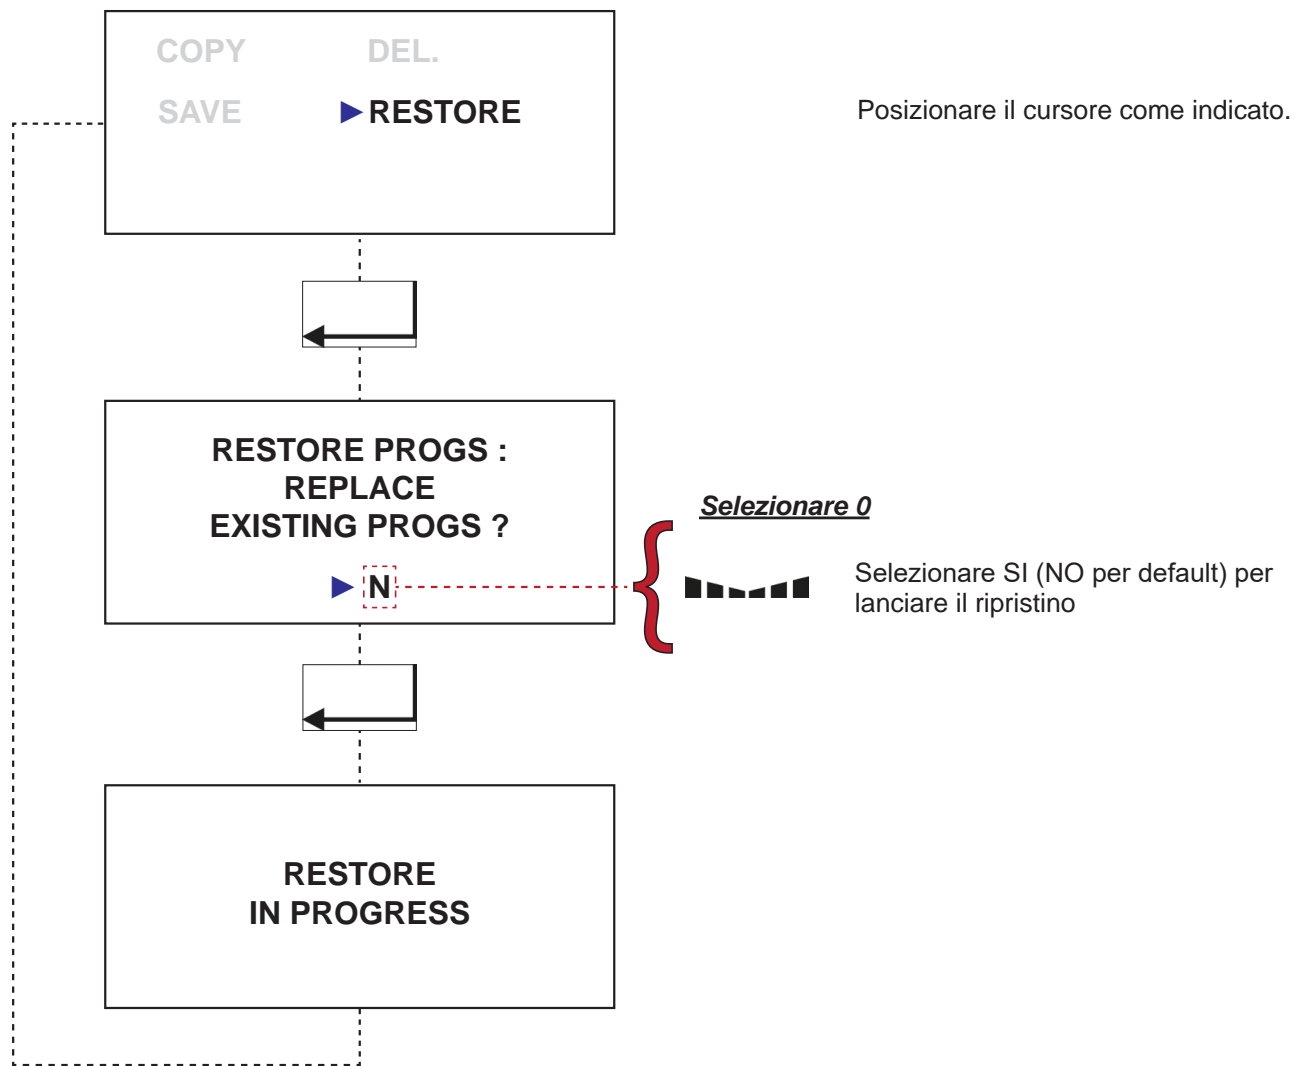 COPY DEL.
SAVE RESTORE
Posizionare il cursore come indicato.
RESTORE PROGS :
REPLACE
EXISTING PROGS ?
N
Selezionare 0
Selezionare SI (NO per default) per
lanciare il ripristino
RESTORE
IN PROGRESS